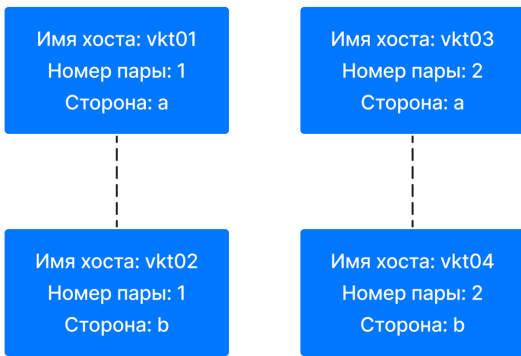 Имя хоста: vkt01
Номер пары: 1
Сторона: a
Имя хоста: vkt03
Номер пары: 2
Сторона: a
Имя хоста: vkt02
Номер пары: 1
Сторона: b
Имя хоста: vkt04
Номер пары: 2
Сторона: b